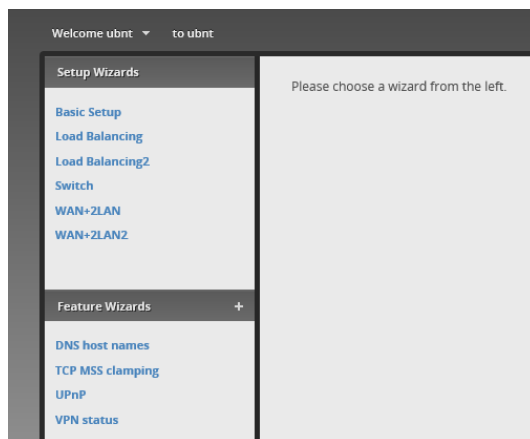 Welcome ubnt to ubnt
Setup Wizards
Please choose a wizard from the left.
Basic Setup
Load Balancing
Load Balancing2
Switch
WAN+2LAN
WAN+2LAN2
Feature Wizards +
DNS host names
TCP MSS clamping
UPnP
VPN status